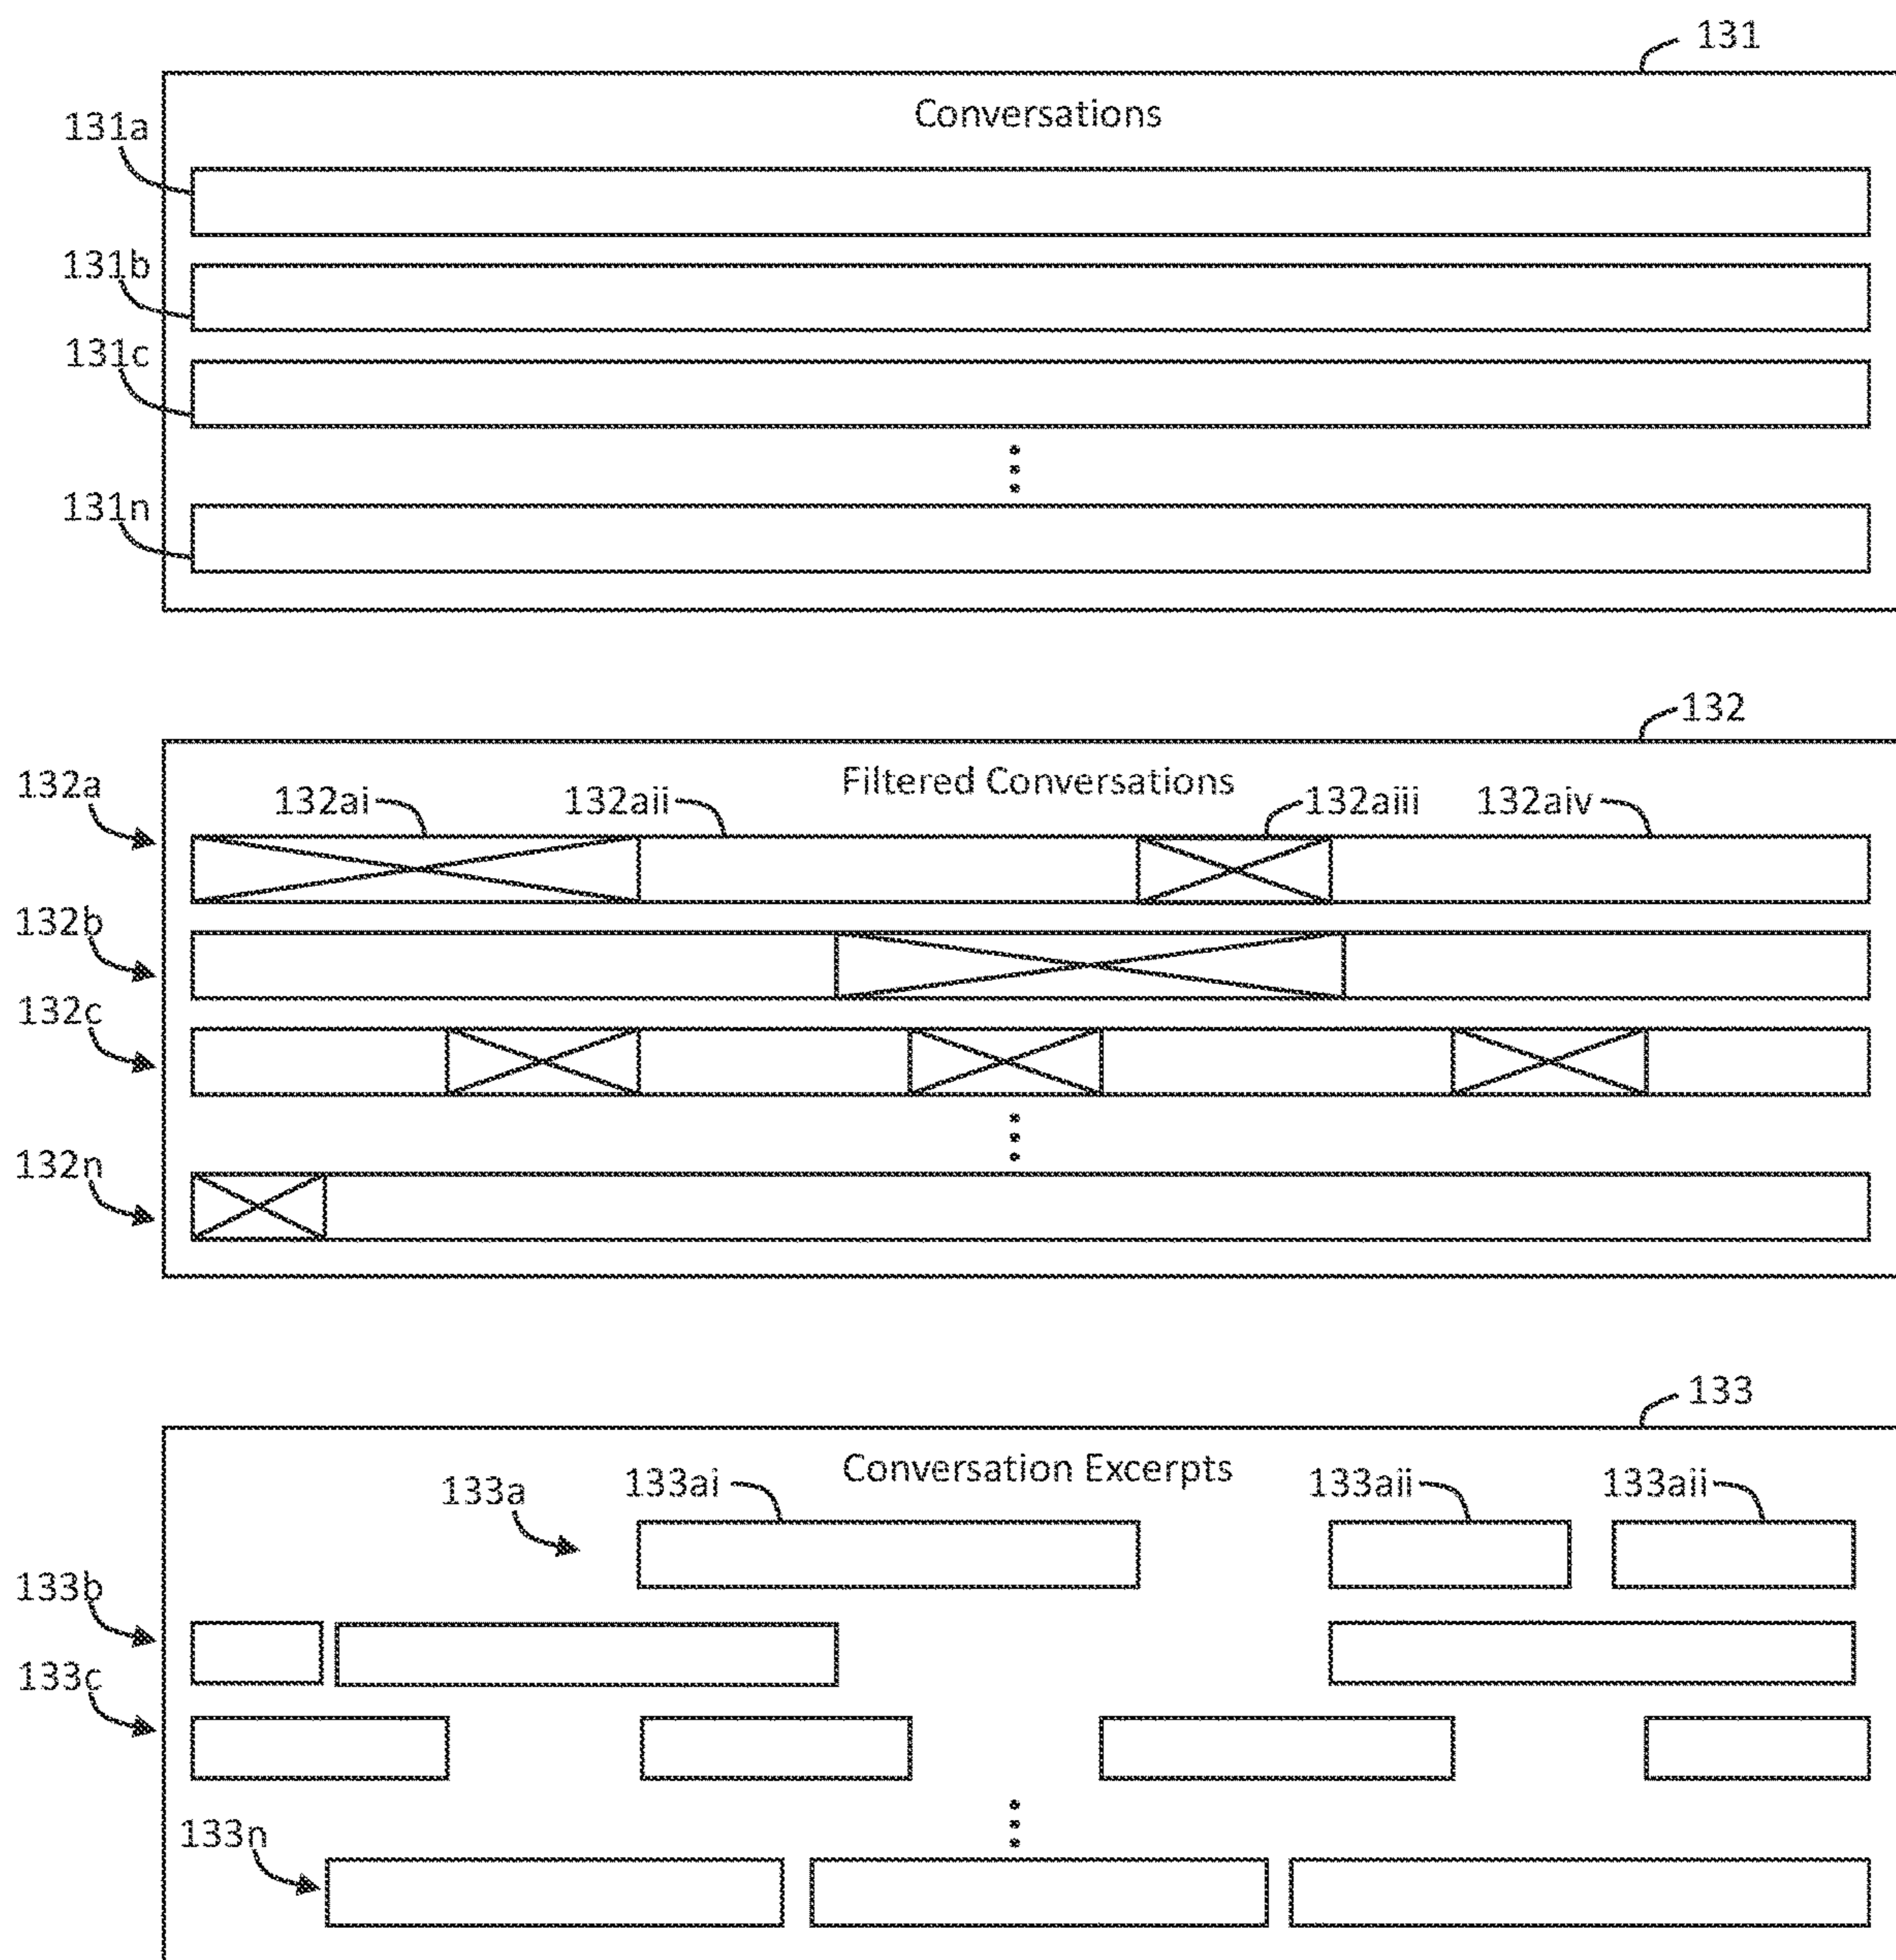 131
Conversations
131a
131b
131c
131n
132
Filtered Conversations
132a
132ai 132aii 132aiii 132aiv
132b
132c
132n
133
Conversation Excerpts
133a 133ai 133aii 133aii
133b
133c
133n